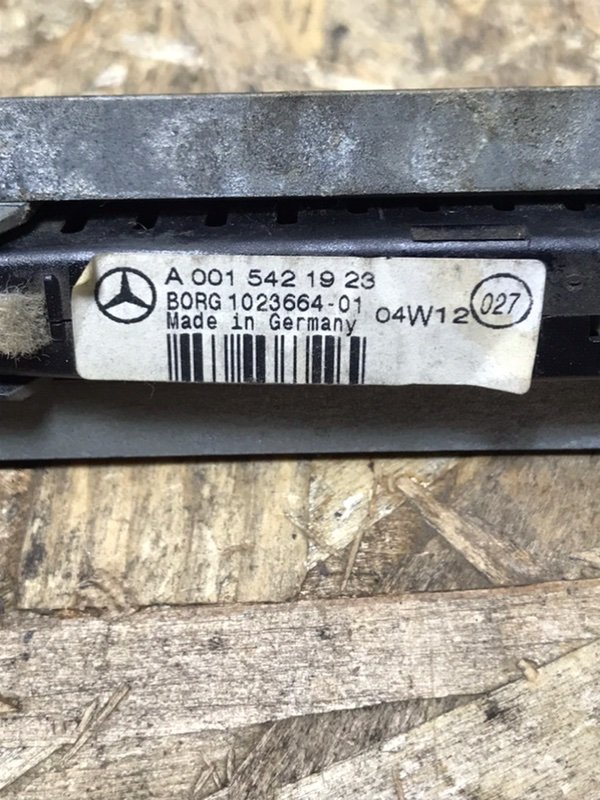 A 001 542 19 23
BORG 1023664-01
Made in Germany 04W12 027